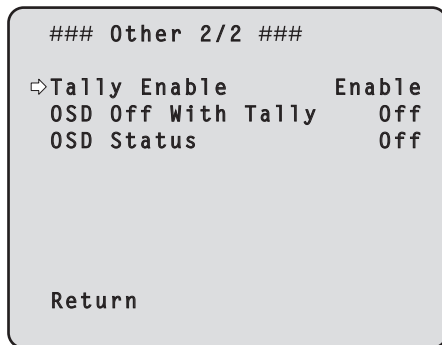 ### Other 2/2 ###
⇨Tally Enable Enable
OSD Off With Tally Off
OSD Status Off
Return